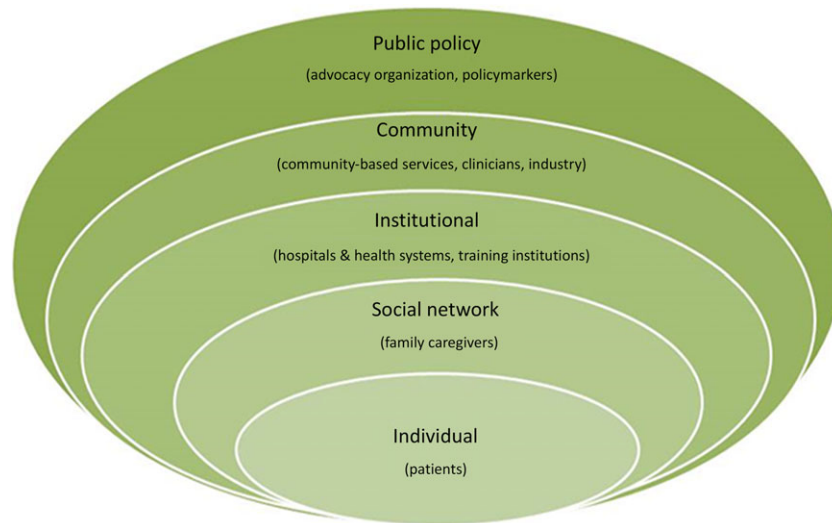 Public policy
(advocacy organization, policymarkers)
Community
(community-based services, clinicians, industry)
Institutional
(hospitals & health systems, training institutions)
Social network
(family caregivers)
Individual
(patients)